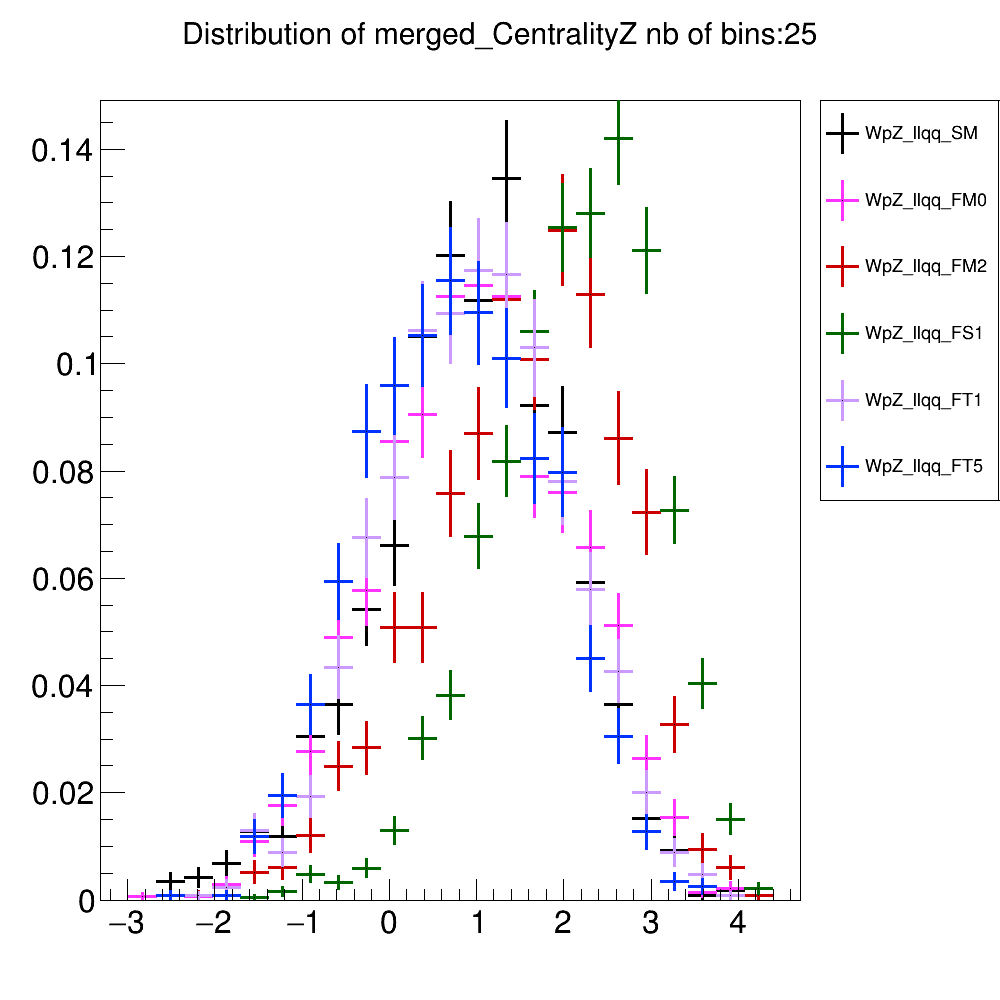 Distribution of merged_CentralityZ nb of bins:25
0.14
0.12
0.1
0.08
0.06
0.04
0.02
0
−3 −2 −1 0 1 2 3 4
WpZ_llqq_SM
WpZ_llqq_FM0
WpZ_llqq_FM2
WpZ_llqq_FS1
WpZ_llqq_FT1
WpZ_llqq_FT5